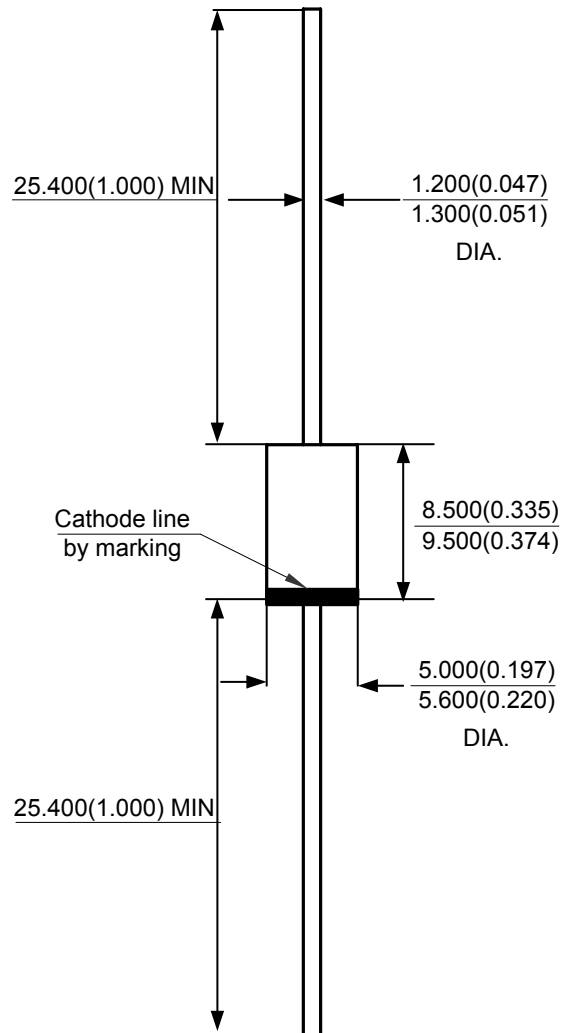 25.400(1.000) MIN
1.200(0.047)
1.300(0.051)
DIA.
Cathode line
by marking
8.500(0.335)
9.500(0.374)
5.000(0.197)
5.600(0.220)
DIA.
25.400(1.000) MIN